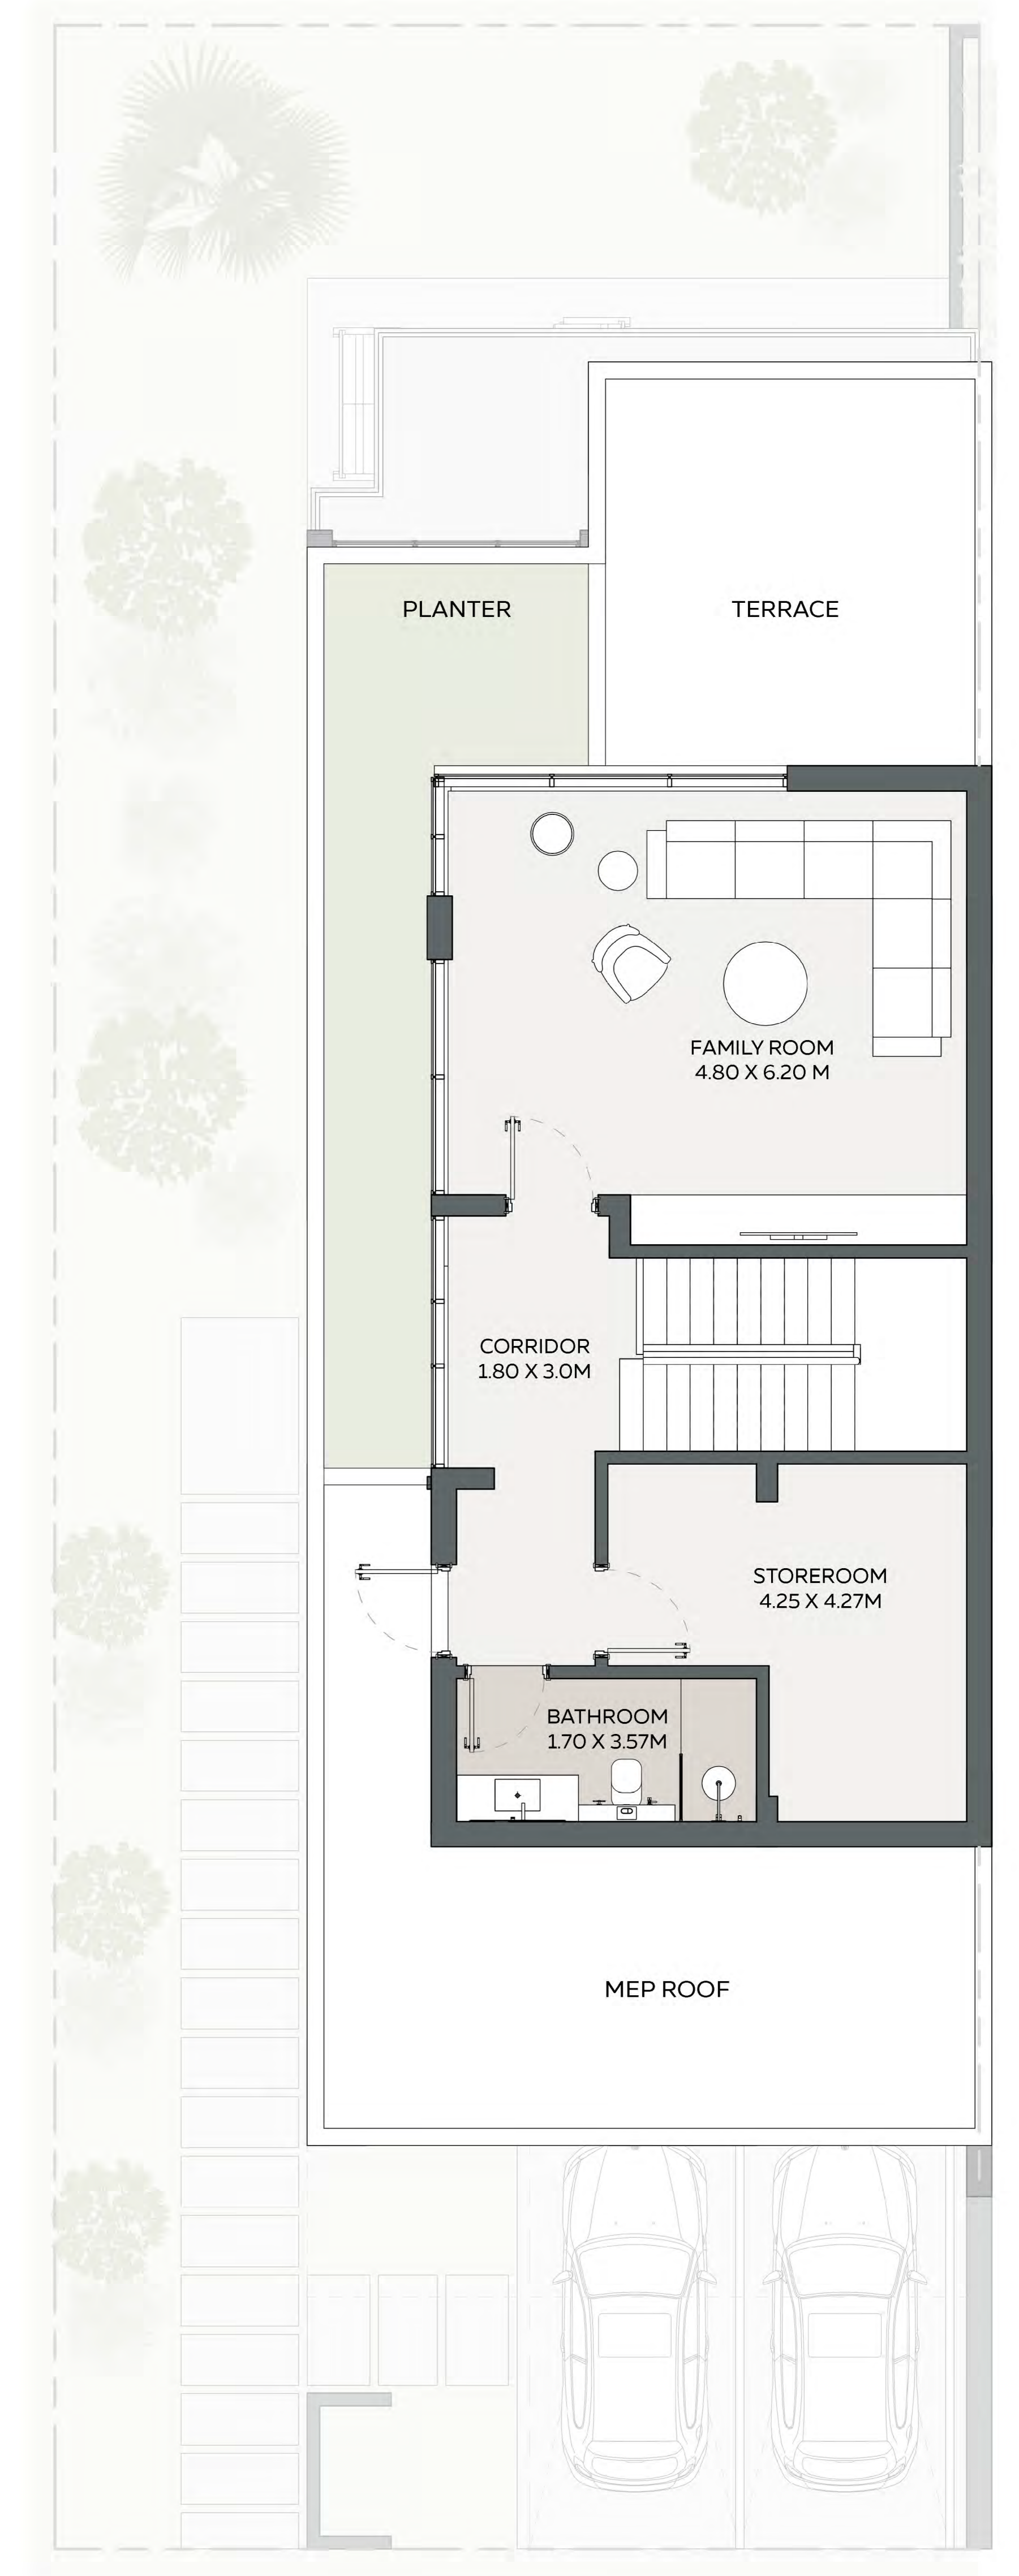 PLANTER
TERRACE
FAMILY ROOM
4.80 X 6.20 M
CORRIDOR
1.80 X 3.0M
STOREROOM
4.25 X 4.27M
BATHROOM
1.70 X 3.57M
MEP ROOF